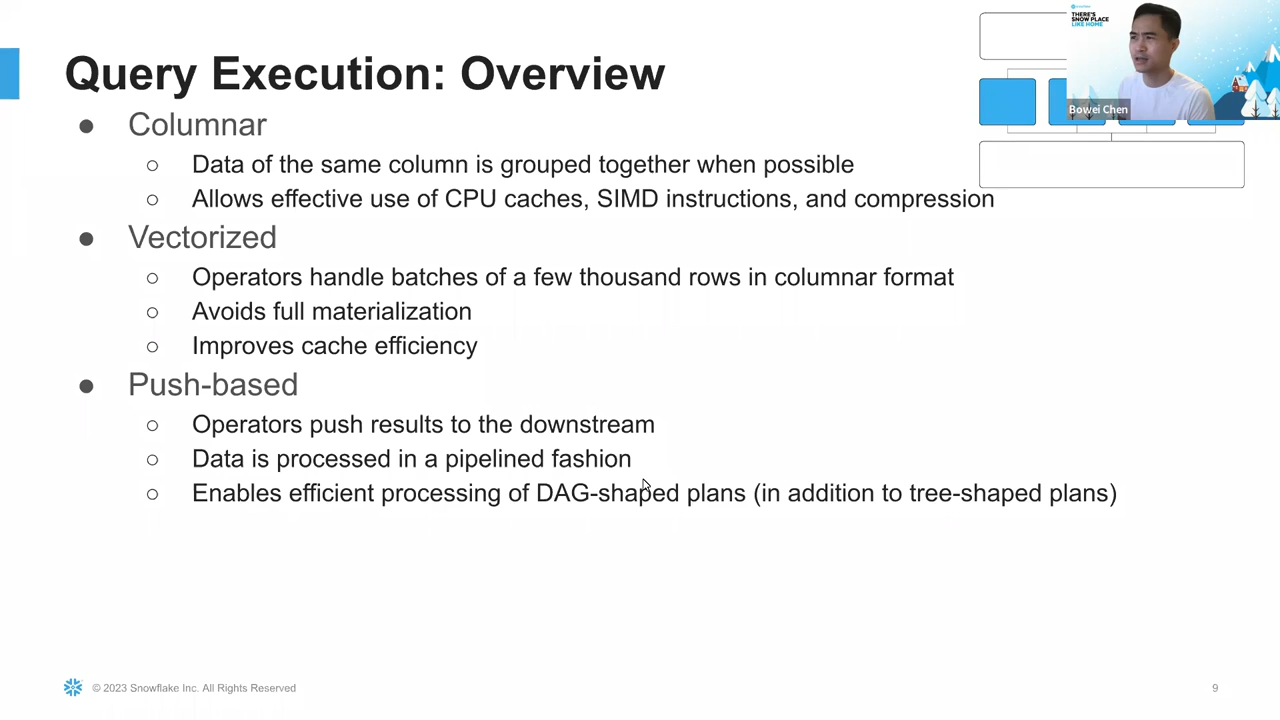 Query Execution: Overview
● Columnar
○ Data of the same column is grouped together when possible
○ Allows effective use of CPU caches, SIMD instructions, and compression
● Vectorized
○ Operators handle batches of a few thousand rows in columnar format
○ Avoids full materialization
○ Improves cache efficiency
● Push-based
○ Operators push results to the downstream
○ Data is processed in a pipelined fashion
○ Enables efficient processing of DAG-shaped plans (in addition to tree-shaped plans)
snowflake
THERE'S
SNOW PLACE
LIKE HOME
Bowei Chen
© 2023 Snowflake Inc. All Rights Reserved
9